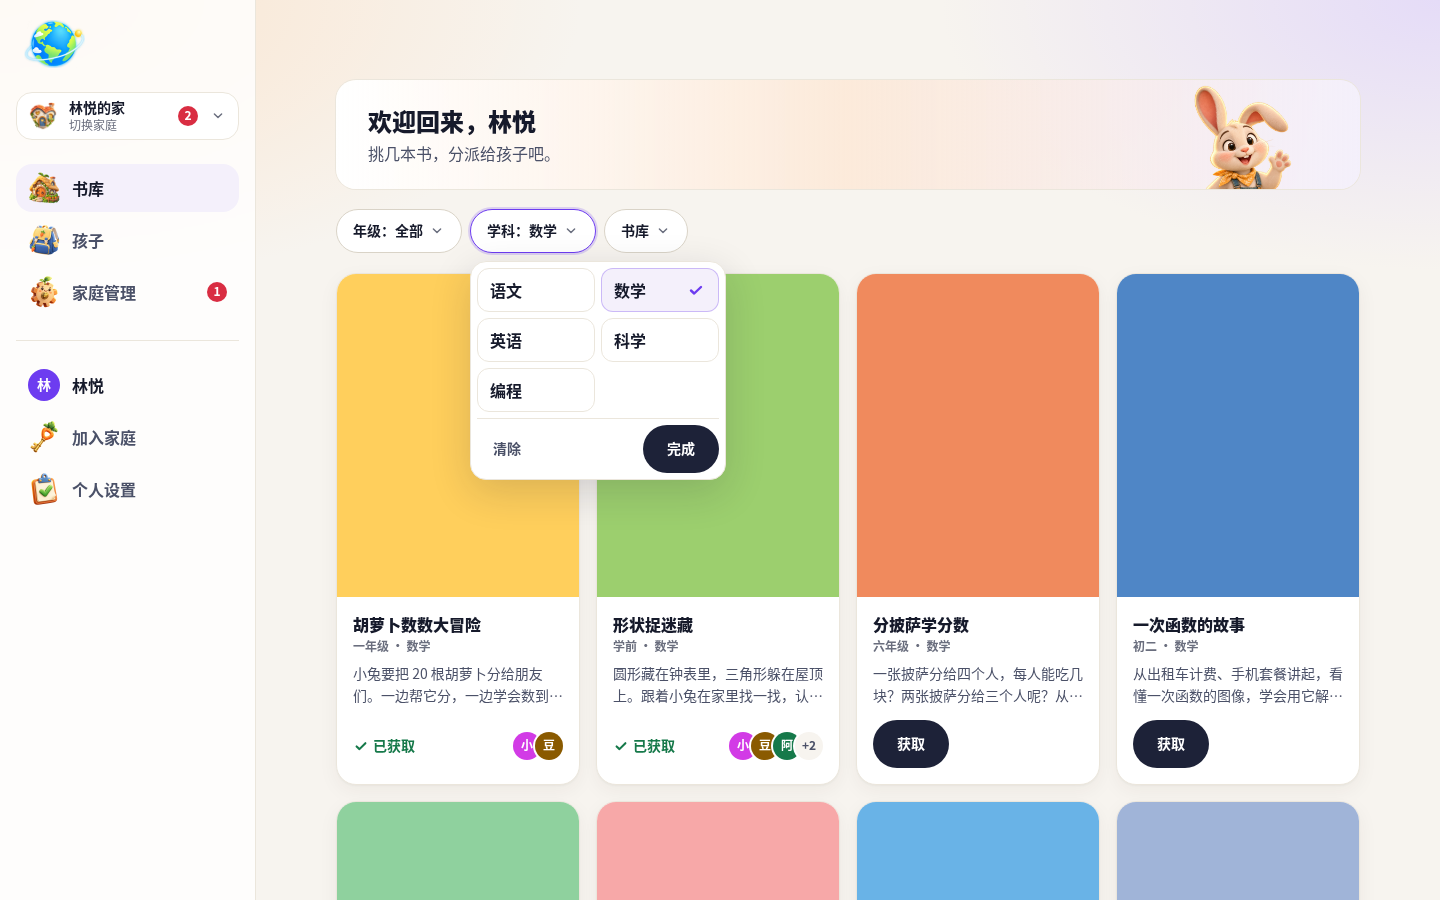 林悦的家
切换家庭
2
书库
孩子
家庭管理
1
林
林悦
加入家庭
个人设置
欢迎回来，林悦
挑几本书，分派给孩子吧。
年级：全部
学科：数学
书库
语文
数学
英语
科学
编程
清除
完成
胡萝卜数数大冒险
一年级 · 数学
小兔要把 20 根胡萝卜分给朋友
们。一边帮它分，一边学会数到…
已获取
小
豆
形状捉迷藏
学前 · 数学
圆形藏在钟表里，三角形躲在屋顶
上。跟着小兔在家里找一找，认…
已获取
小
豆
阿
+2
分披萨学分数
六年级 · 数学
一张披萨分给四个人，每人能吃几
块？两张披萨分给三个人呢？从…
获取
一次函数的故事
初二 · 数学
从出租车计费、手机套餐讲起，看
懂一次函数的图像，学会用它解…
获取